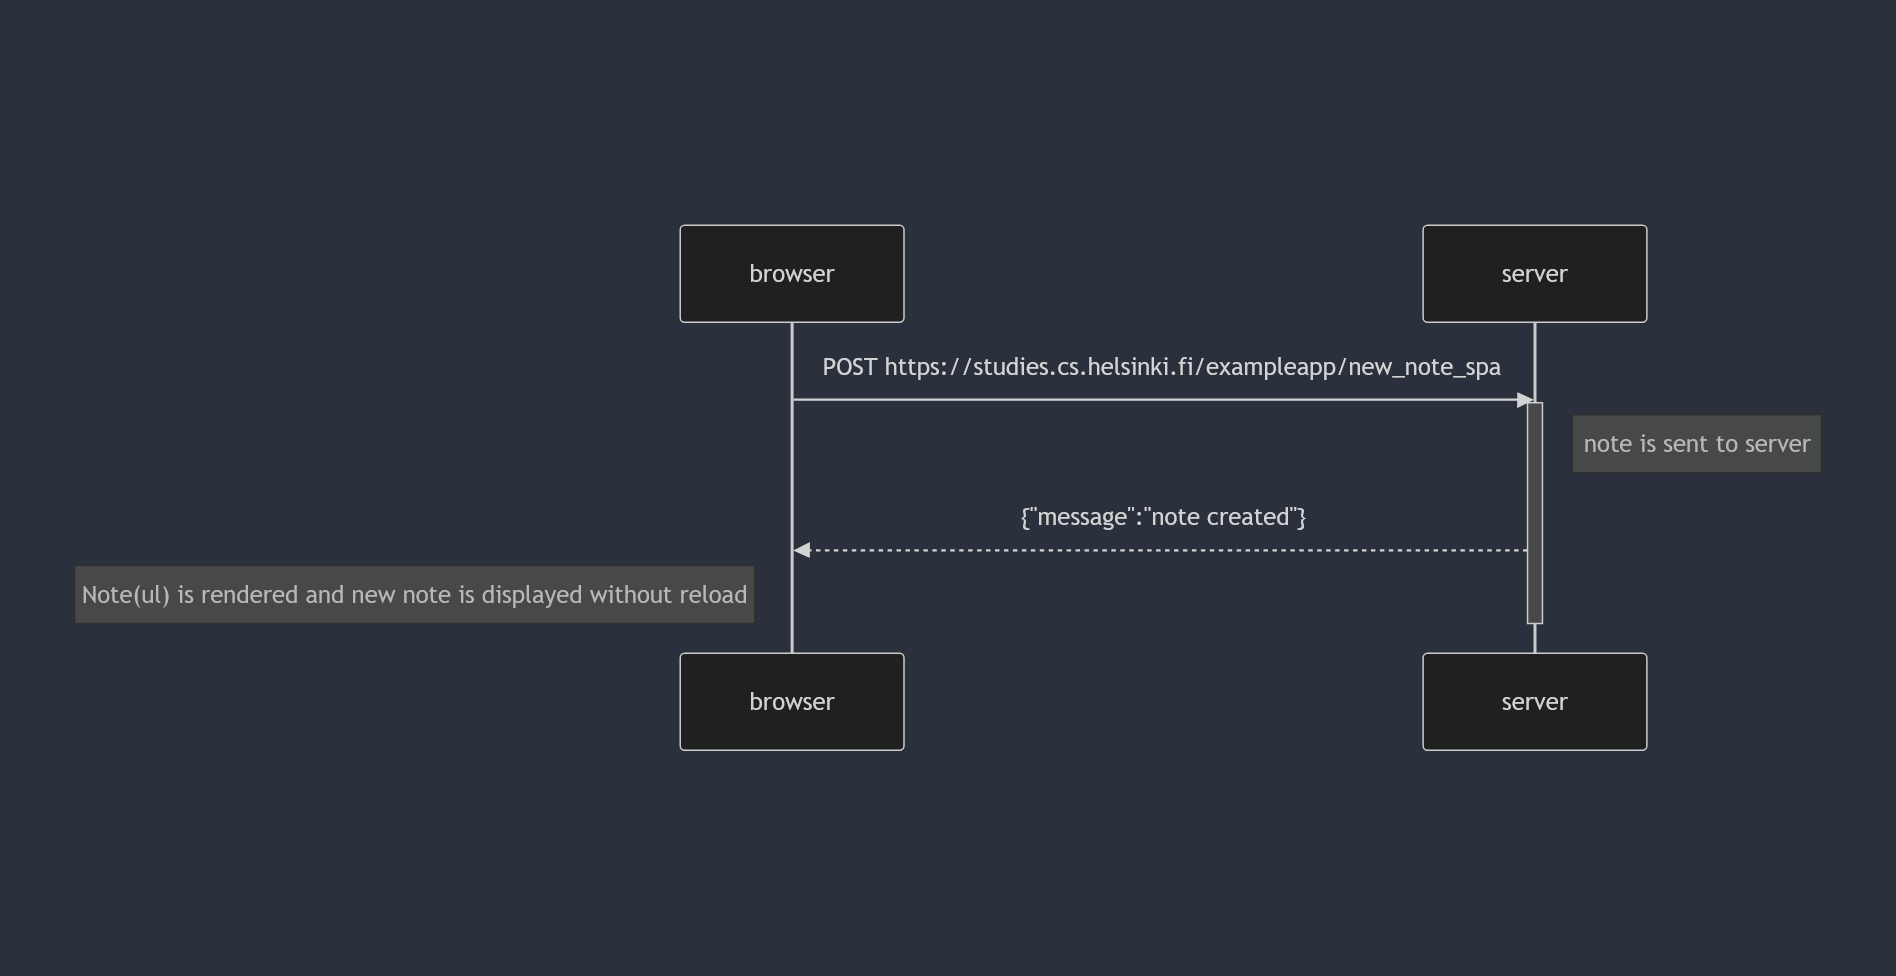 browser
server
POST https://studies.cs.helsinki.fi/exampleapp/new_note_spa
note is sent to server
{"message":"note created"}
Note(ul) is rendered and new note is displayed without reload
browser
server